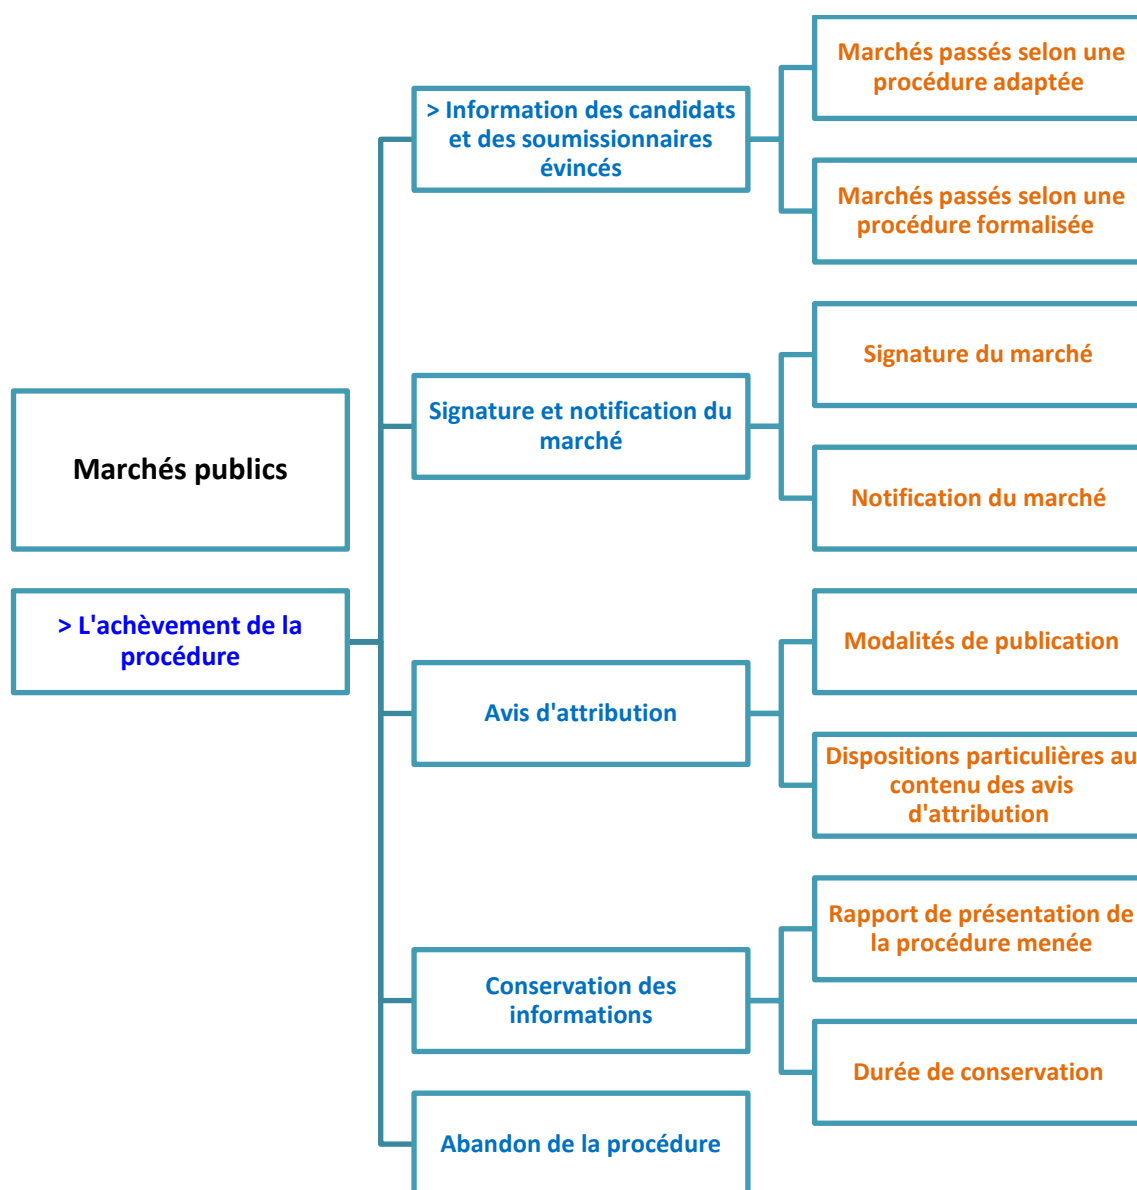 Marchés publics
> L'achèvement de la
procédure
> Information des candidats
et des soumissionnaires
évincés
Marchés passés selon une
procédure adaptée
Marchés passés selon une
procédure formalisée
Signature et notification du
marché
Signature du marché
Notification du marché
Avis d'attribution
Modalités de publication
Dispositions particulières au
contenu des avis
d'attribution
Conservation des
informations
Rapport de présentation de
la procédure menée
Durée de conservation
Abandon de la procédure